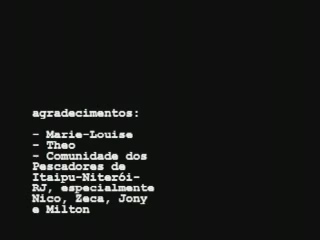 agradecimentos:
- Marie-Louise
- Theo
- Comunidade dos
Pescadores de
Itaipu-Niterói-
RJ, especialmente
Nico, Zeca, Jony
e Milton